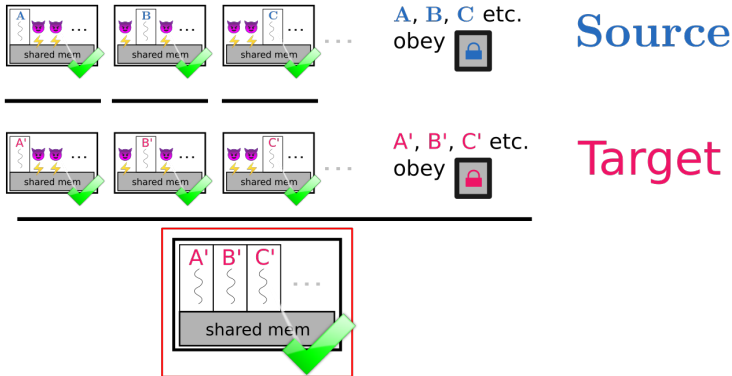 A B C A, B, C etc.
... ... ... obey Source
shared mem shared mem shared mem ...
A' B' C' A', B', C' etc.
... ... ... obey Target
shared mem shared mem shared mem ...
A' B' C'
...
shared mem